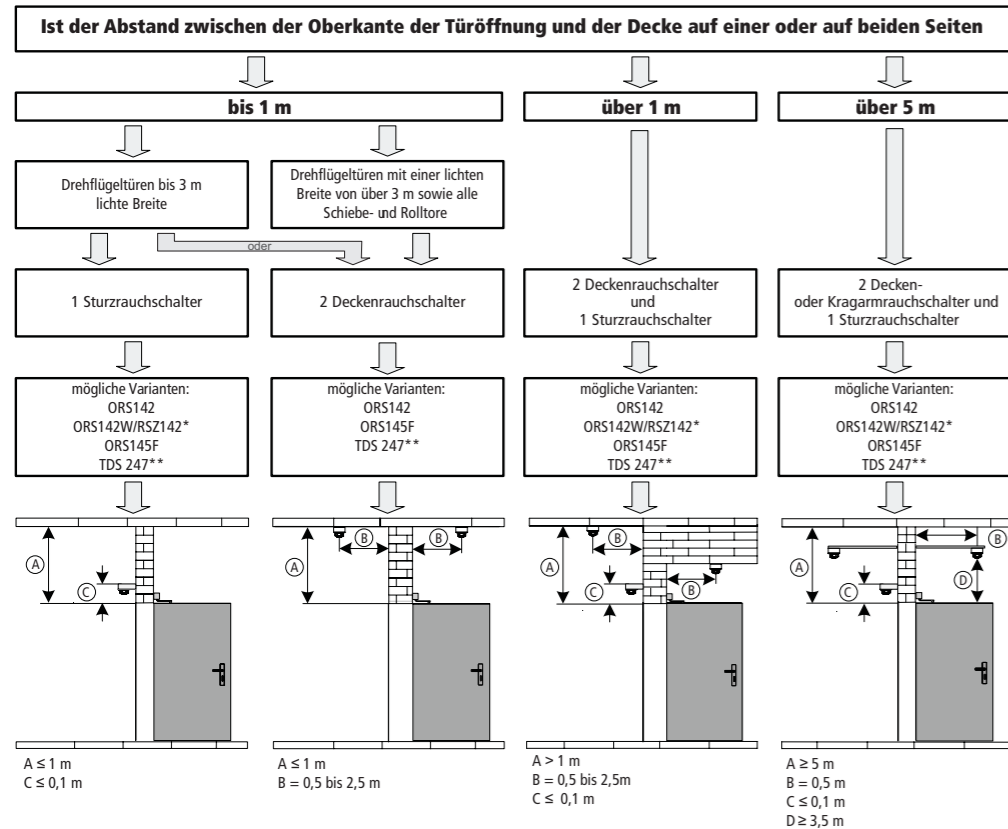 Ist der Abstand zwischen der Oberkante der Türöffnung und der Decke auf einer oder auf beiden Seiten
bis 1 m
über 1 m
über 5 m
Drehflügeltüren bis 3 m
lichte Breite
Drehflügeltüren mit einer lichten
Breite von über 3 m sowie alle
Schiebe- und Rolltore
oder
1 Sturzrauchschalter
2 Deckenrauchschalter
2 Deckenrauchschalter
und
1 Sturzrauchschalter
2 Decken-
oder Kragarmrauchschalter und
1 Sturzrauchschalter
mögliche Varianten:
ORS142
ORS142W/RSZ142*
ORS145F
TDS 247**
mögliche Varianten:
ORS142
ORS145F
TDS 247**
mögliche Varianten:
ORS142
ORS142W/RSZ142*
ORS145F
TDS 247**
mögliche Varianten:
ORS142
ORS142W/RSZ142*
ORS145F
TDS 247**
A
C
A
B
B
A
B
C
B
A
B
C
D
A ≤ 1 m
C ≤ 0,1 m
A ≤ 1 m
B = 0,5 bis 2,5 m
A > 1 m
B = 0,5 bis 2,5m
C ≤ 0,1 m
A ≥ 5 m
B = 0,5 m
C ≤ 0,1 m
D ≥ 3,5 m